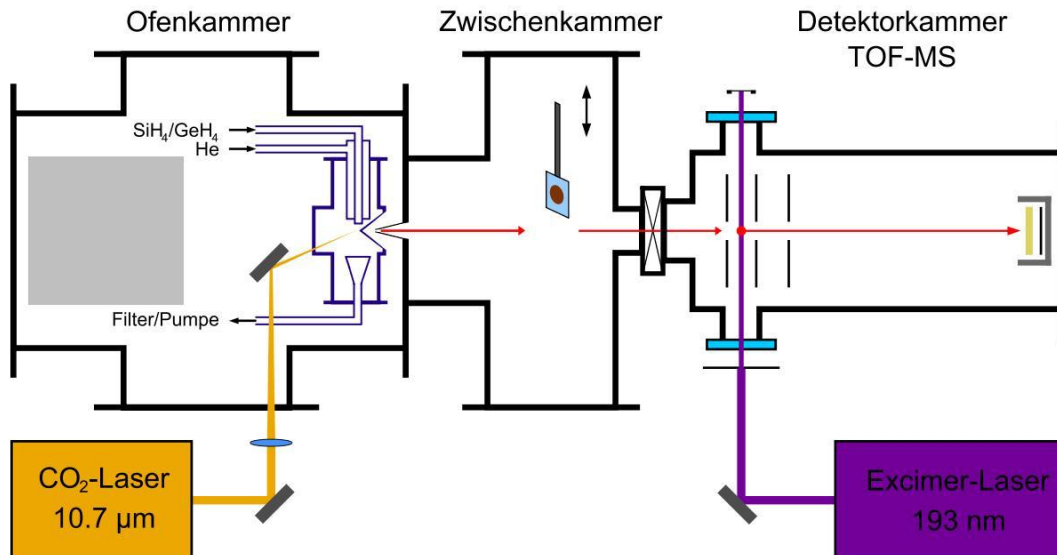 Ofenkammer
Zwischenkammer
Detektorkammer
TOF-MS
SiH₄/GeH₄
He
Filter/Pumpe
CO₂-Laser
10.7 µm
Excimer-Laser
193 nm